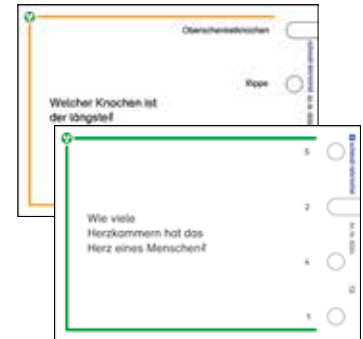 Oberschenkelknochen
Rippe
Welcher Knochen ist
der längste?
5
2
Wie viele
Herzkammern hat das
Herz eines Menschen?
4
1